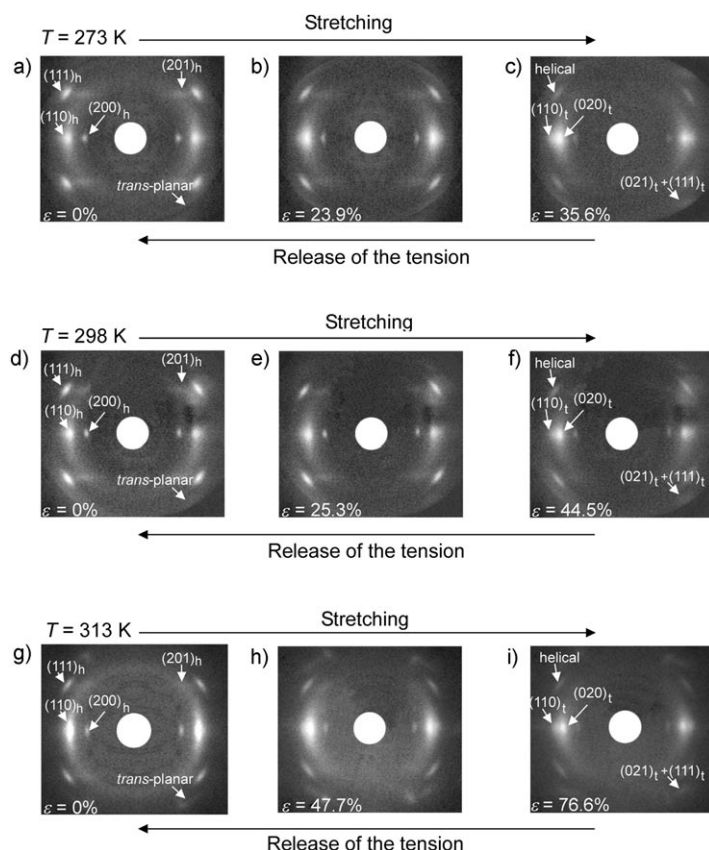 Stretching
T = 273 K
a) (111)h (201)h
(110)h (200)h
trans-planar
ε = 0%
b)
ε = 23.9%
c) helical
(110)t (020)t
(021)t +(111)t
ε = 35.6%
Release of the tension
Stretching
T = 298 K
d) (111)h (201)h
(110)h (200)h
trans-planar
ε = 0%
e)
ε = 25.3%
f) helical
(110)t (020)t
(021)t +(111)t
ε = 44.5%
Release of the tension
Stretching
T = 313 K
g) (111)h (201)h
(110)h (200)h
trans-planar
ε = 0%
h)
ε = 47.7%
i) helical
(110)t (020)t
(021)t +(111)t
ε = 76.6%
Release of the tension